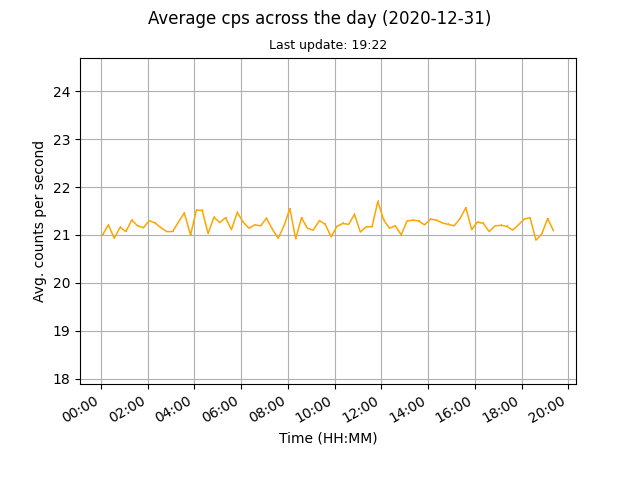 Average cps across the day (2020-12-31)
Last update: 19:22
Avg. counts per second
24
23
22
21
20
19
18
00:00 02:00 04:00 06:00 08:00 10:00 12:00 14:00 16:00 18:00 20:00
Time (HH:MM)